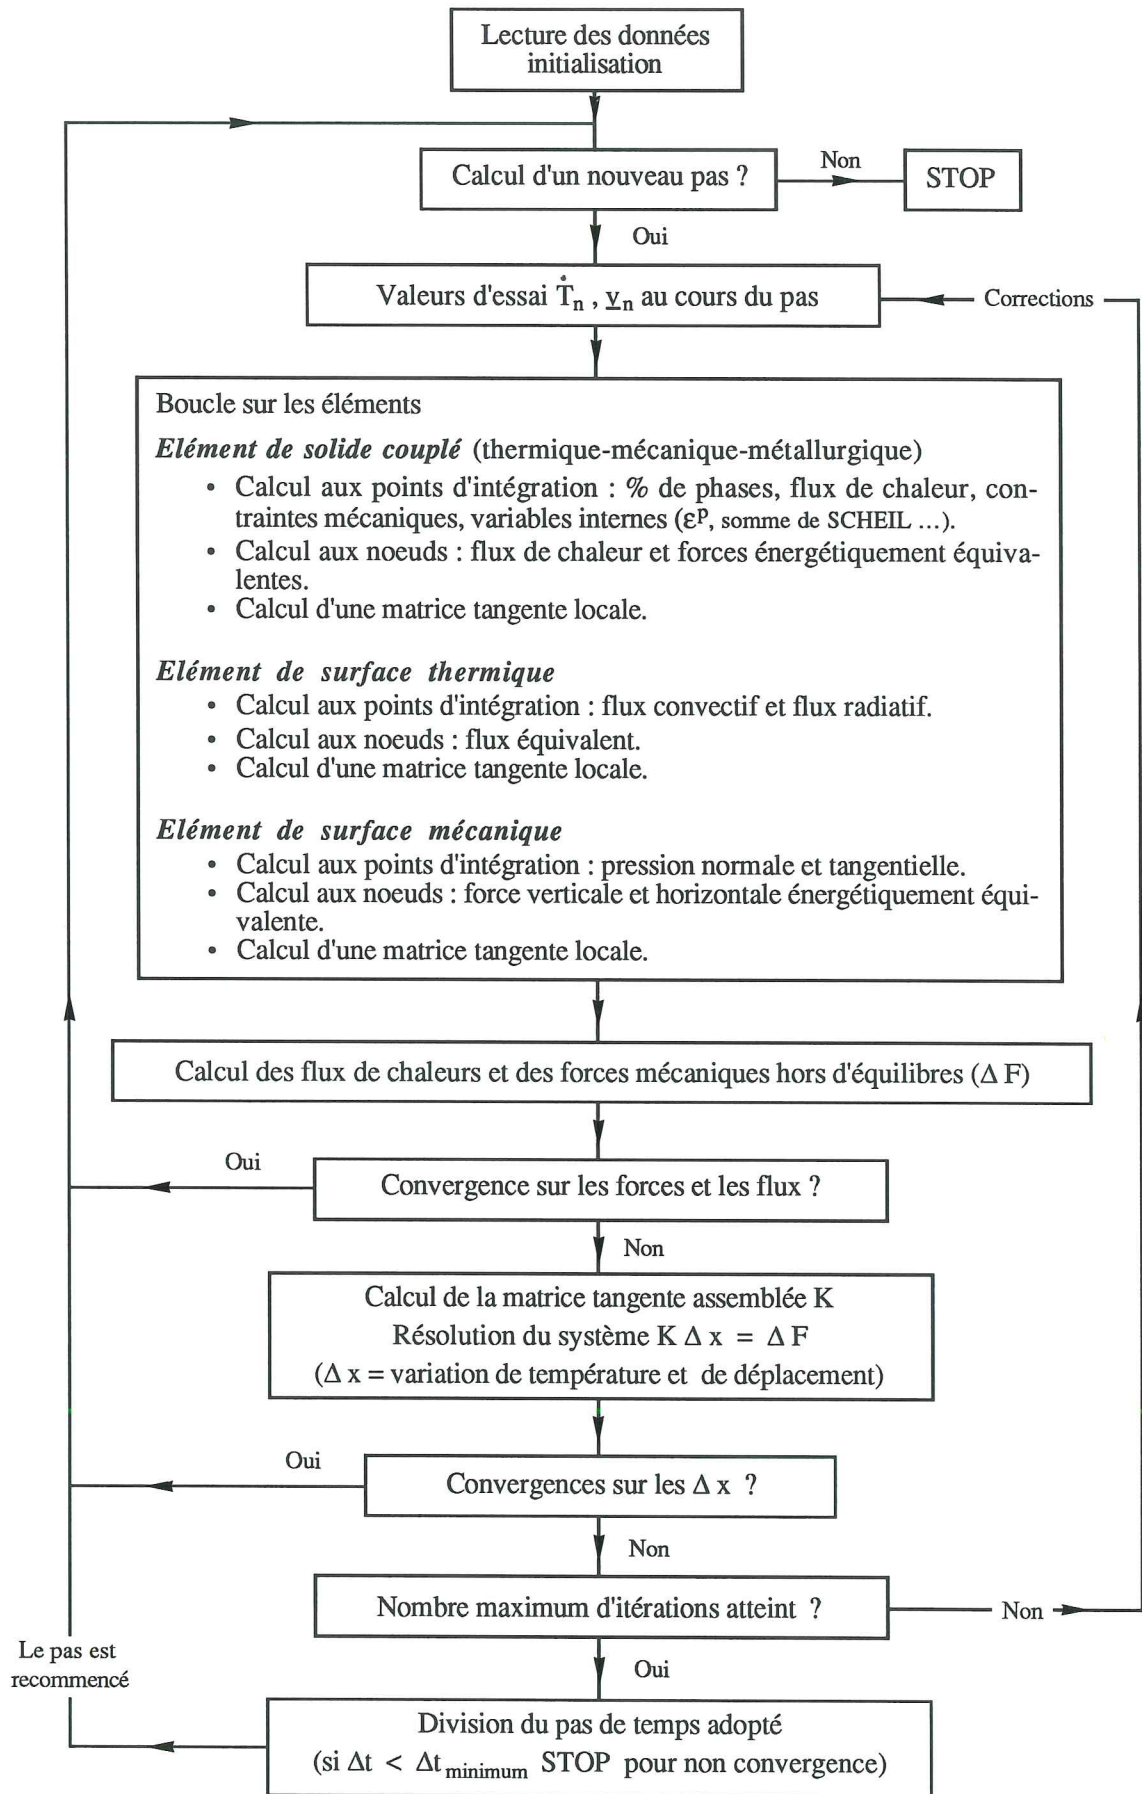 Lecture des données
initialisation
Calcul d'un nouveau pas ?
Non
STOP
Oui
Valeurs d'essai Ṫn , v̲n au cours du pas
Corrections
Boucle sur les éléments
Elément de solide couplé (thermique-mécanique-métallurgique)
• Calcul aux points d'intégration : % de phases, flux de chaleur, con-
traintes mécaniques, variables internes (εᵖ, somme de SCHEIL ...).
• Calcul aux noeuds : flux de chaleur et forces énergétiquement équiva-
lentes.
• Calcul d'une matrice tangente locale.
Elément de surface thermique
• Calcul aux points d'intégration : flux convectif et flux radiatif.
• Calcul aux noeuds : flux équivalent.
• Calcul d'une matrice tangente locale.
Elément de surface mécanique
• Calcul aux points d'intégration : pression normale et tangentielle.
• Calcul aux noeuds : force verticale et horizontale énergétiquement équi-
valente.
• Calcul d'une matrice tangente locale.
Calcul des flux de chaleurs et des forces mécaniques hors d'équilibres (Δ F)
Oui
Convergence sur les forces et les flux ?
Non
Calcul de la matrice tangente assemblée K
Résolution du système K Δ x = Δ F
(Δ x = variation de température et de déplacement)
Oui
Convergences sur les Δ x ?
Non
Nombre maximum d'itérations atteint ?
Non
Le pas est
recommencé
Oui
Division du pas de temps adopté
(si Δt < Δt minimum STOP pour non convergence)